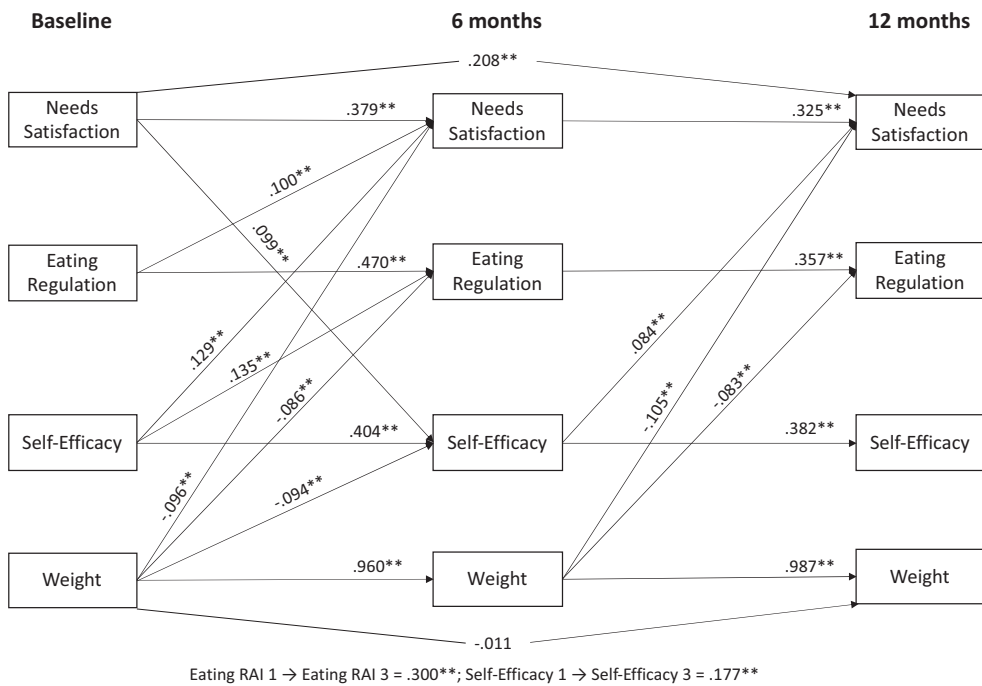 Baseline 6 months 12 months
.208**
Needs
Satisfaction
.379**
Needs
Satisfaction
.325**
Needs
Satisfaction
.100**
.099**
Eating
Regulation
.470**
Eating
Regulation
.357**
Eating
Regulation
.129**
.135**
-.086**
.084**
-.105**
-.083**
Self-Efficacy
.404**
Self-Efficacy
.382**
Self-Efficacy
-.096**
-.094**
Weight
.960**
Weight
.987**
Weight
-.011
Eating RAI 1 → Eating RAI 3 = .300**; Self-Efficacy 1 → Self-Efficacy 3 = .177**